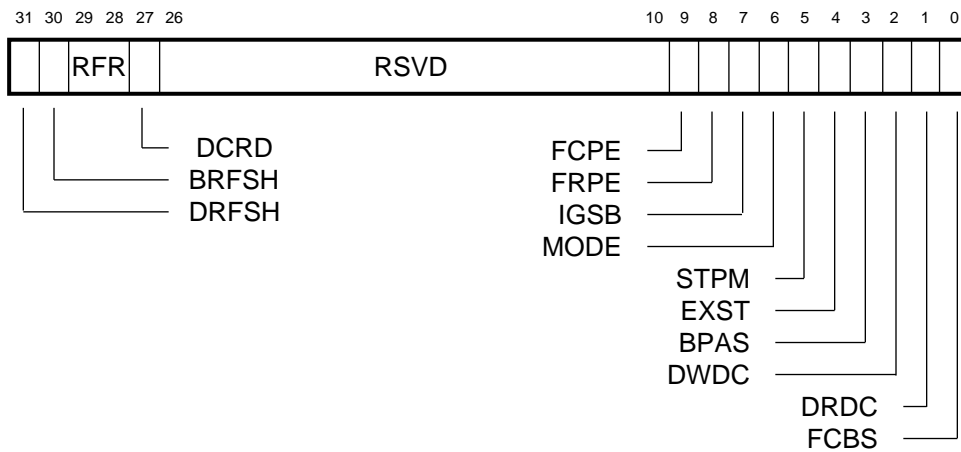 31 30 29 28 27 26 10 9 8 7 6 5 4 3 2 1 0
RFR RSVD
DCRD FCPE
BRFSH FRPE
DRFSH IGSB
MODE
STPM
EXST
BPAS
DWDC
DRDC
FCBS